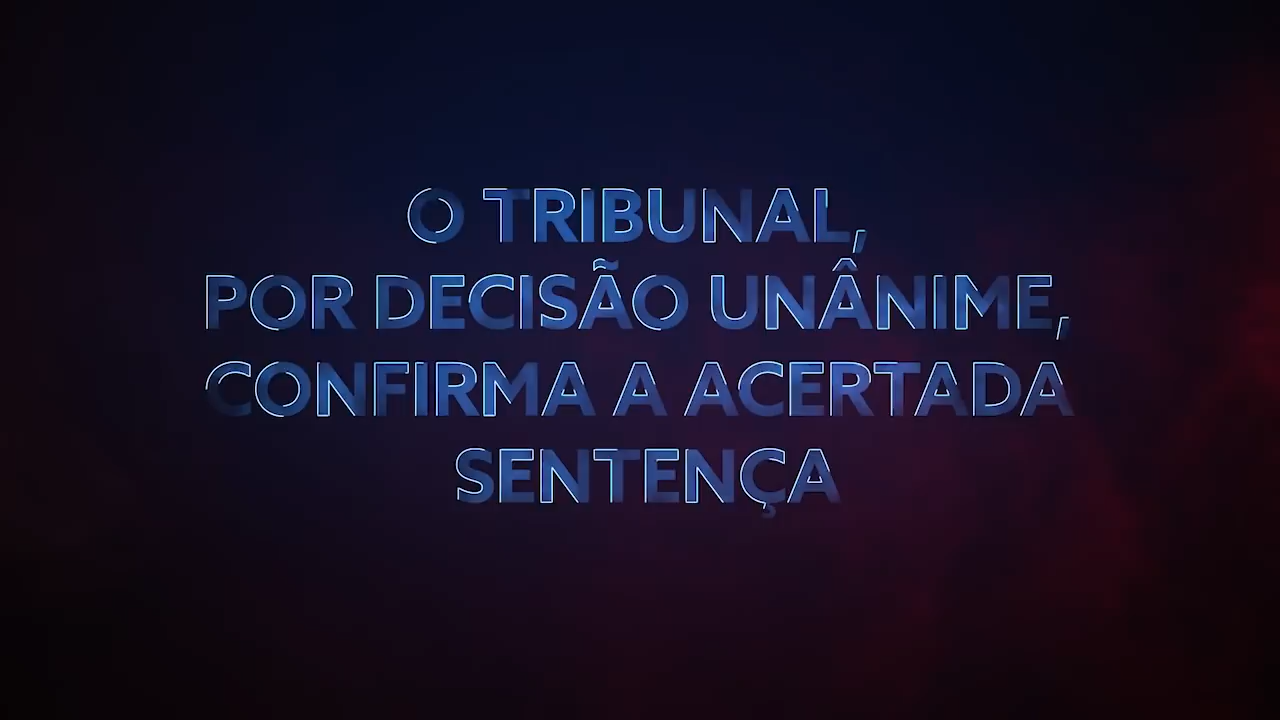 O TRIBUNAL,
POR DECISÃO UNÂNIME,
CONFIRMA A ACERTADA
SENTENÇA